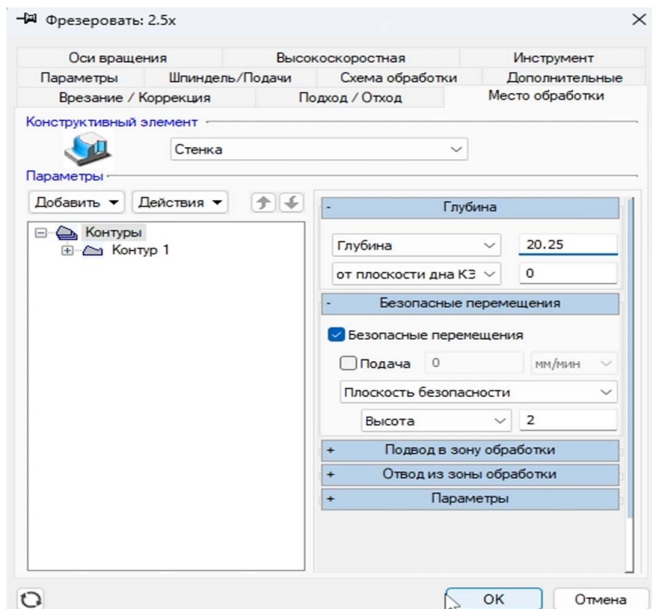 Фрезеровать: 2.5x
Оси вращения Высокоскоростная Инструмент
Параметры Шпиндель/Подачи Схема обработки Дополнительные
Врезание / Коррекция Подход / Отход Место обработки
Конструктивный элемент
Стенка
Параметры
Добавить Действия
Контуры
Контур 1
- Глубина
Глубина 20.25
от плоскости дна КЭ 0
- Безопасные перемещения
Безопасные перемещения
Подача 0 мм/мин
Плоскость безопасности
Высота 2
+ Подвод в зону обработки
+ Отвод из зоны обработки
+ Параметры
OK Отмена